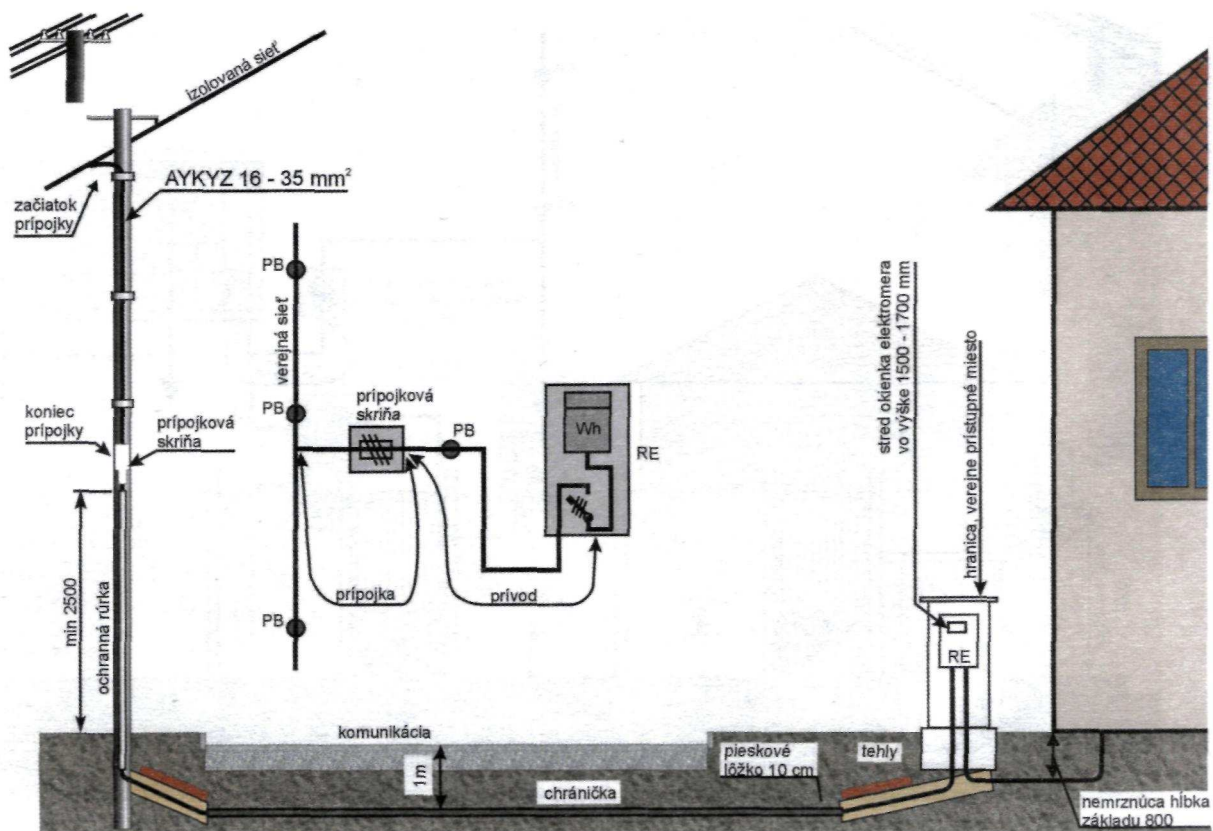 izolovaná sieť
AYKYZ 16 - 35 mm²
začiatok
prípojky
PB
verejná sieť
PB
prípojková
skriňa
PB
Wh
RE
koniec
prípojky
prípojková
skriňa
min 2500
ochranná rúrka
prípojka
prívod
PB
stred okienka elektromera
vo výške 1500 - 1700 mm
hranica, verejne prístupné miesto
RE
komunikácia
1m
chránička
pieskové
lôžko 10 cm
tehly
nemrznúca hĺbka
základu 800